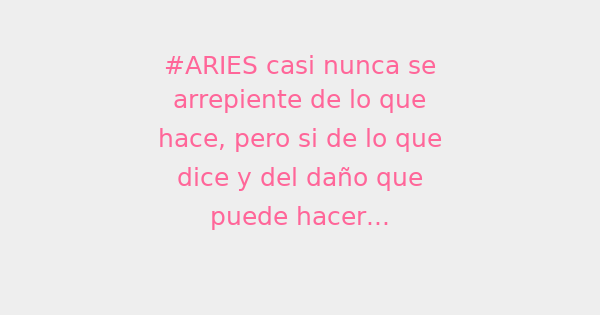 #ARIES casi nunca se
arrepiente de lo que
hace, pero si de lo que
dice y del daño que
puede hacer...